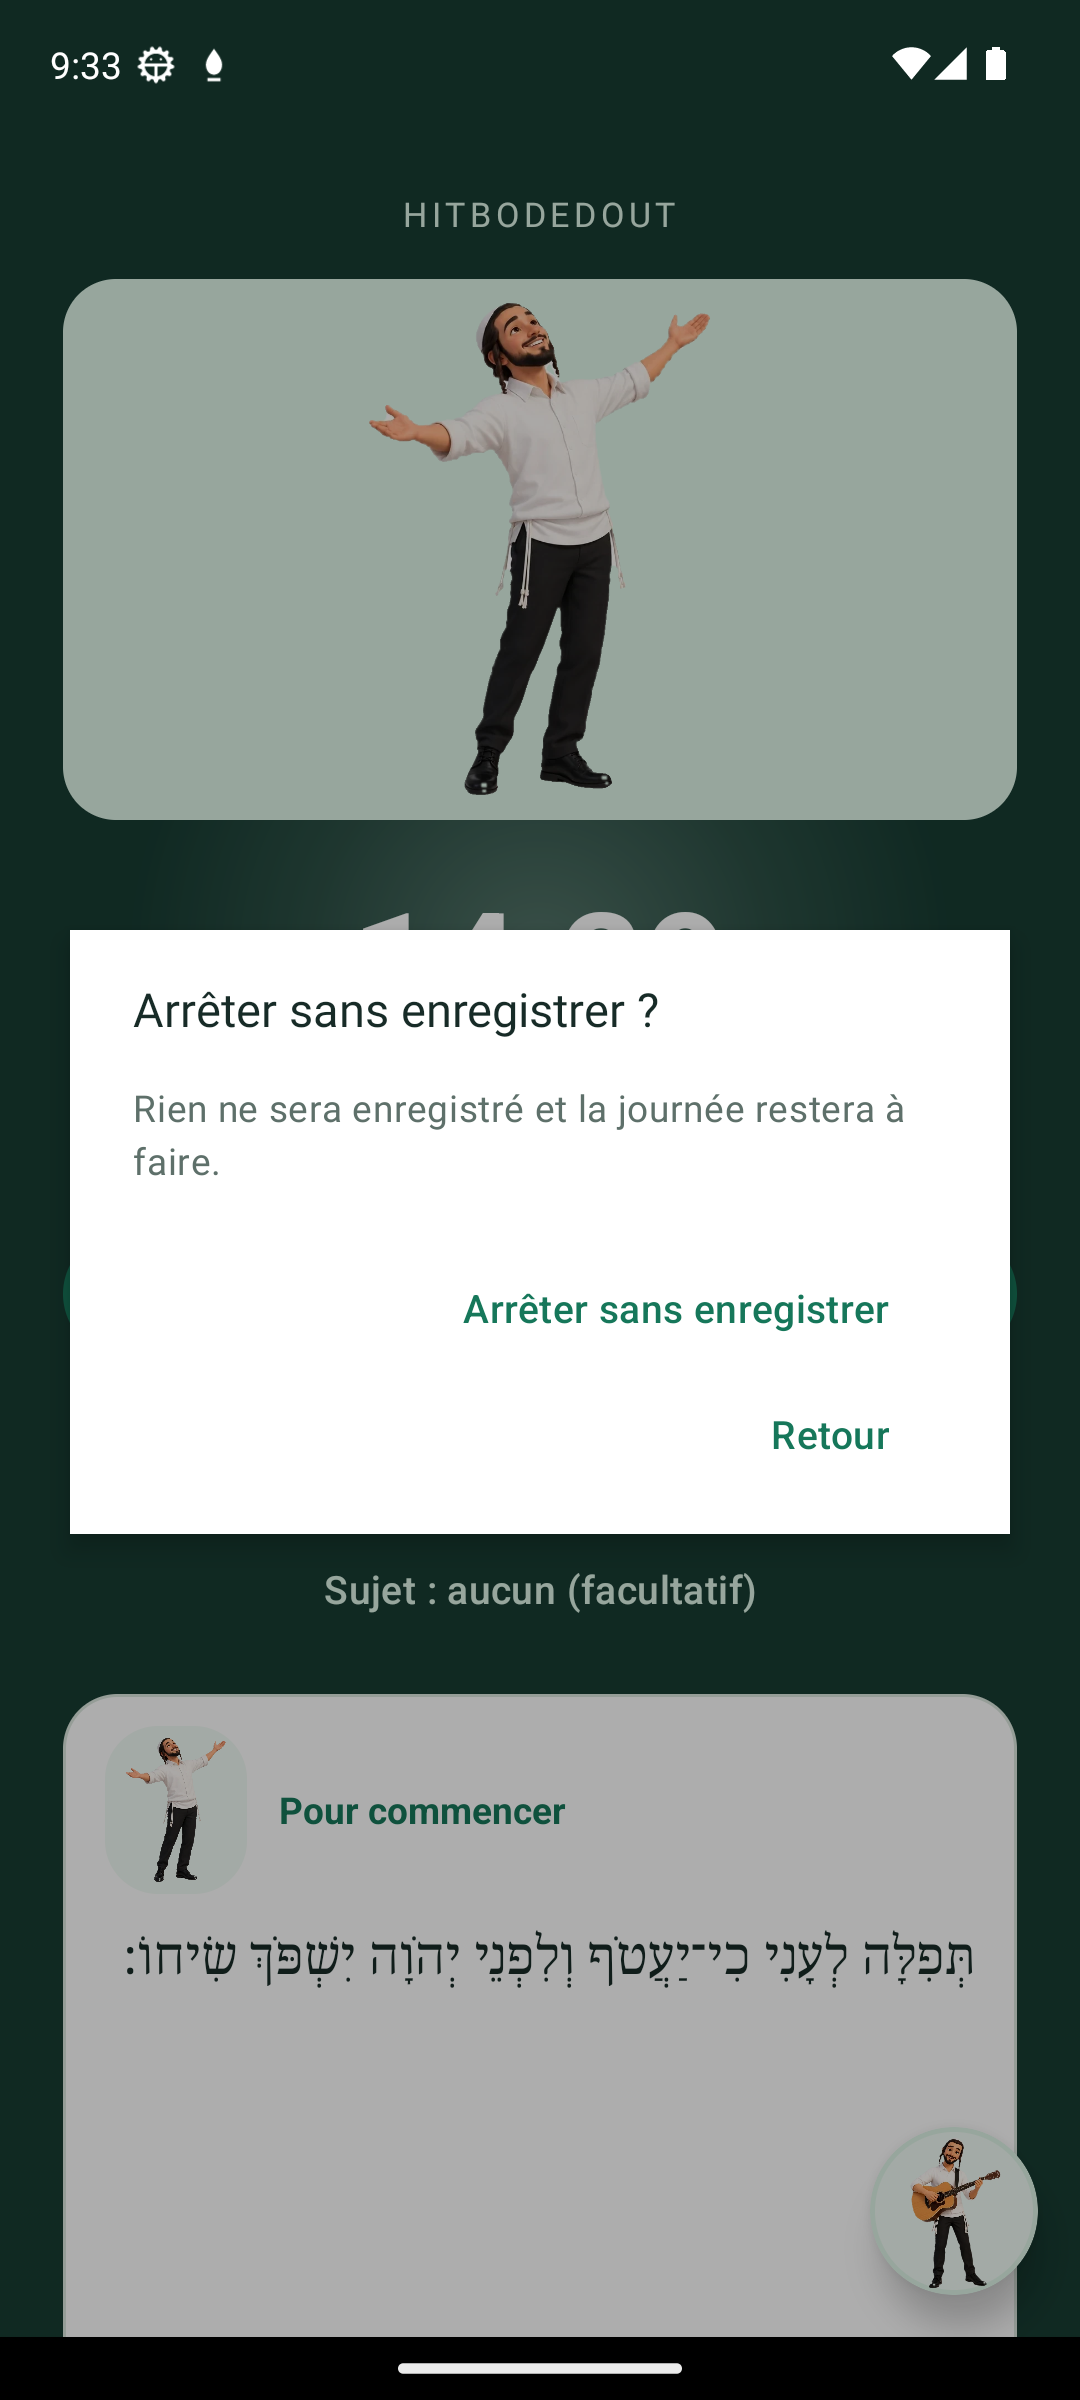 9:33
HITBODEDOUT
Arrêter sans enregistrer ?
Rien ne sera enregistré et la journée restera à
faire.
Arrêter sans enregistrer
Retour
Sujet : aucun (facultatif)
Pour commencer
תְּפִלָּה לְעָנִי כִי־יַעֲטֹף וְלִפְנֵי יְהֹוָה יִשְׁפֹּךְ שִׂיחוֹ׃